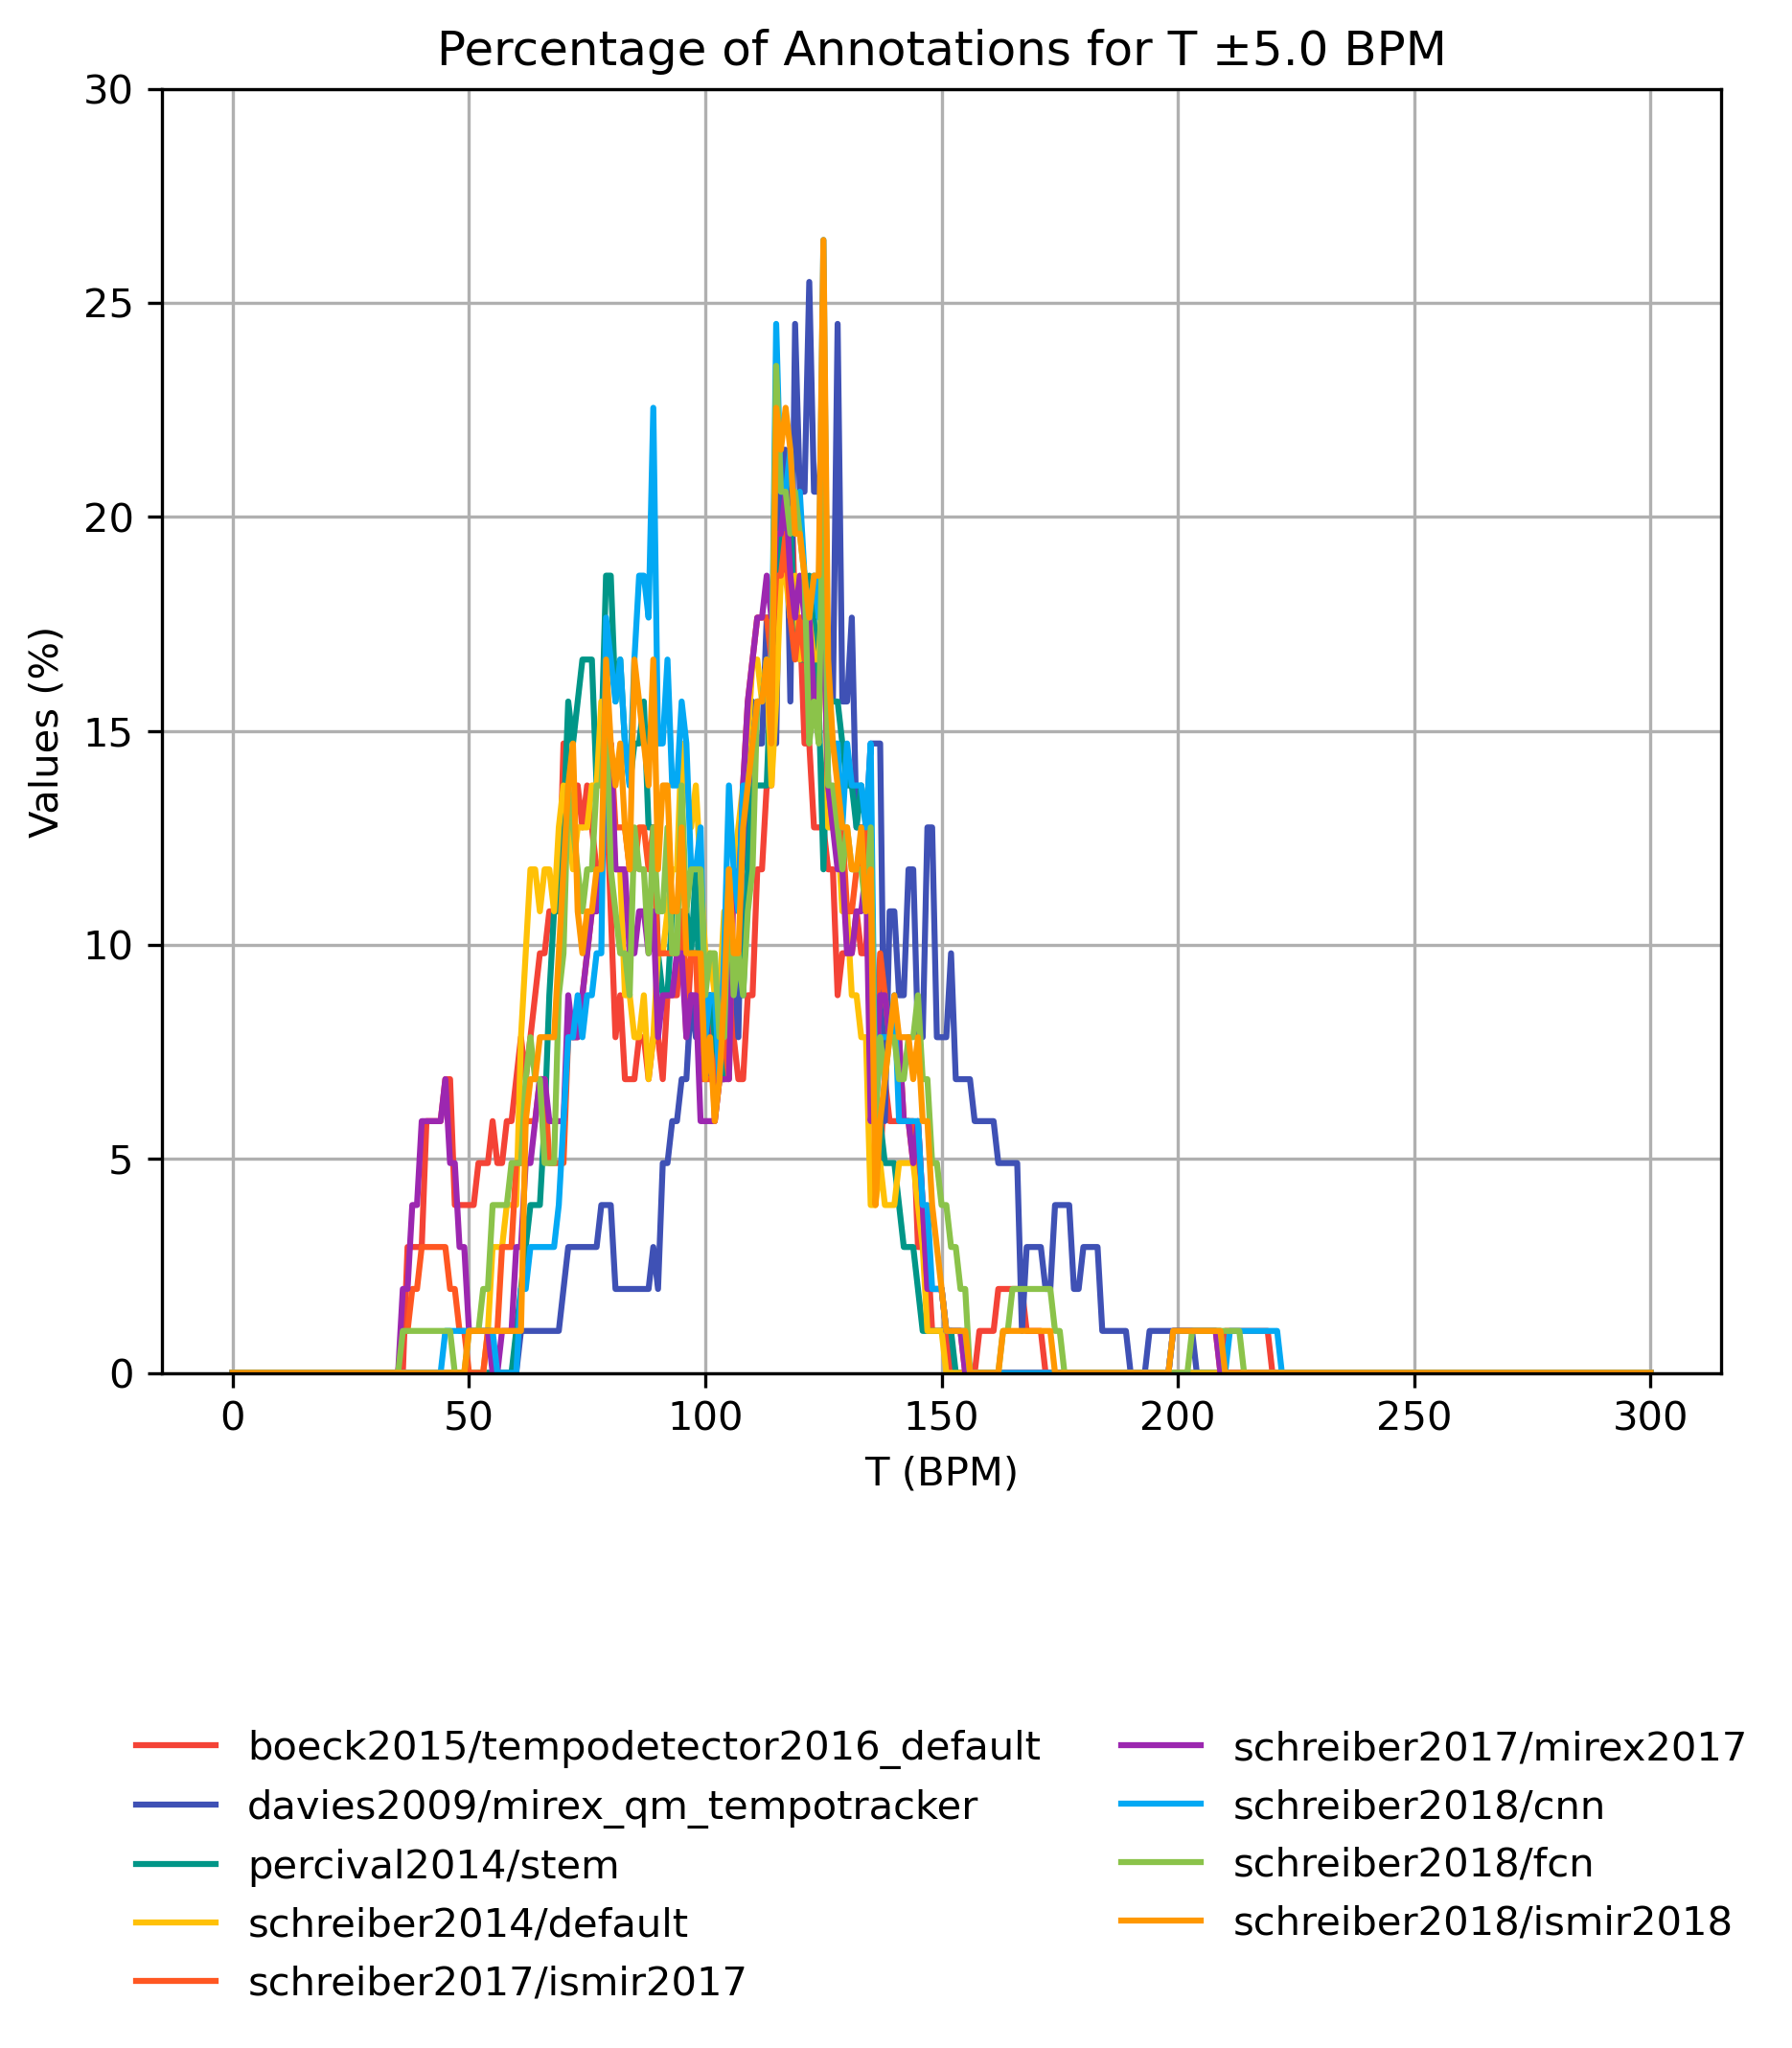 Percentage of Annotations for T ±5.0 BPM
30
25
20
15
10
5
0
Values (%)
0 50 100 150 200 250 300
T (BPM)
boeck2015/tempodetector2016_default
davies2009/mirex_qm_tempotracker
percival2014/stem
schreiber2014/default
schreiber2017/ismir2017
schreiber2017/mirex2017
schreiber2018/cnn
schreiber2018/fcn
schreiber2018/ismir2018